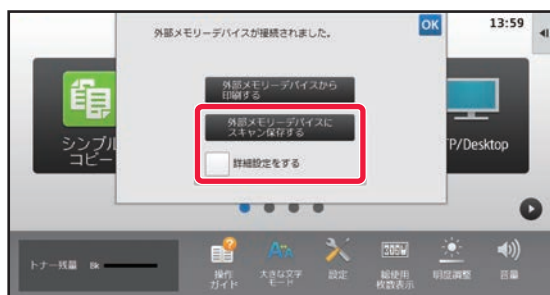 外部メモリーデバイスが接続されました。
OK
13:59
外部メモリーデバイスから
印刷する
外部メモリーデバイスに
スキャン保存する
詳細設定をする
シンプル
コピー
TP/Desktop
トナー残量 Bk
操作
ガイド
大きな文字
モード
設定
総使用
枚数表示
明度調整
音量